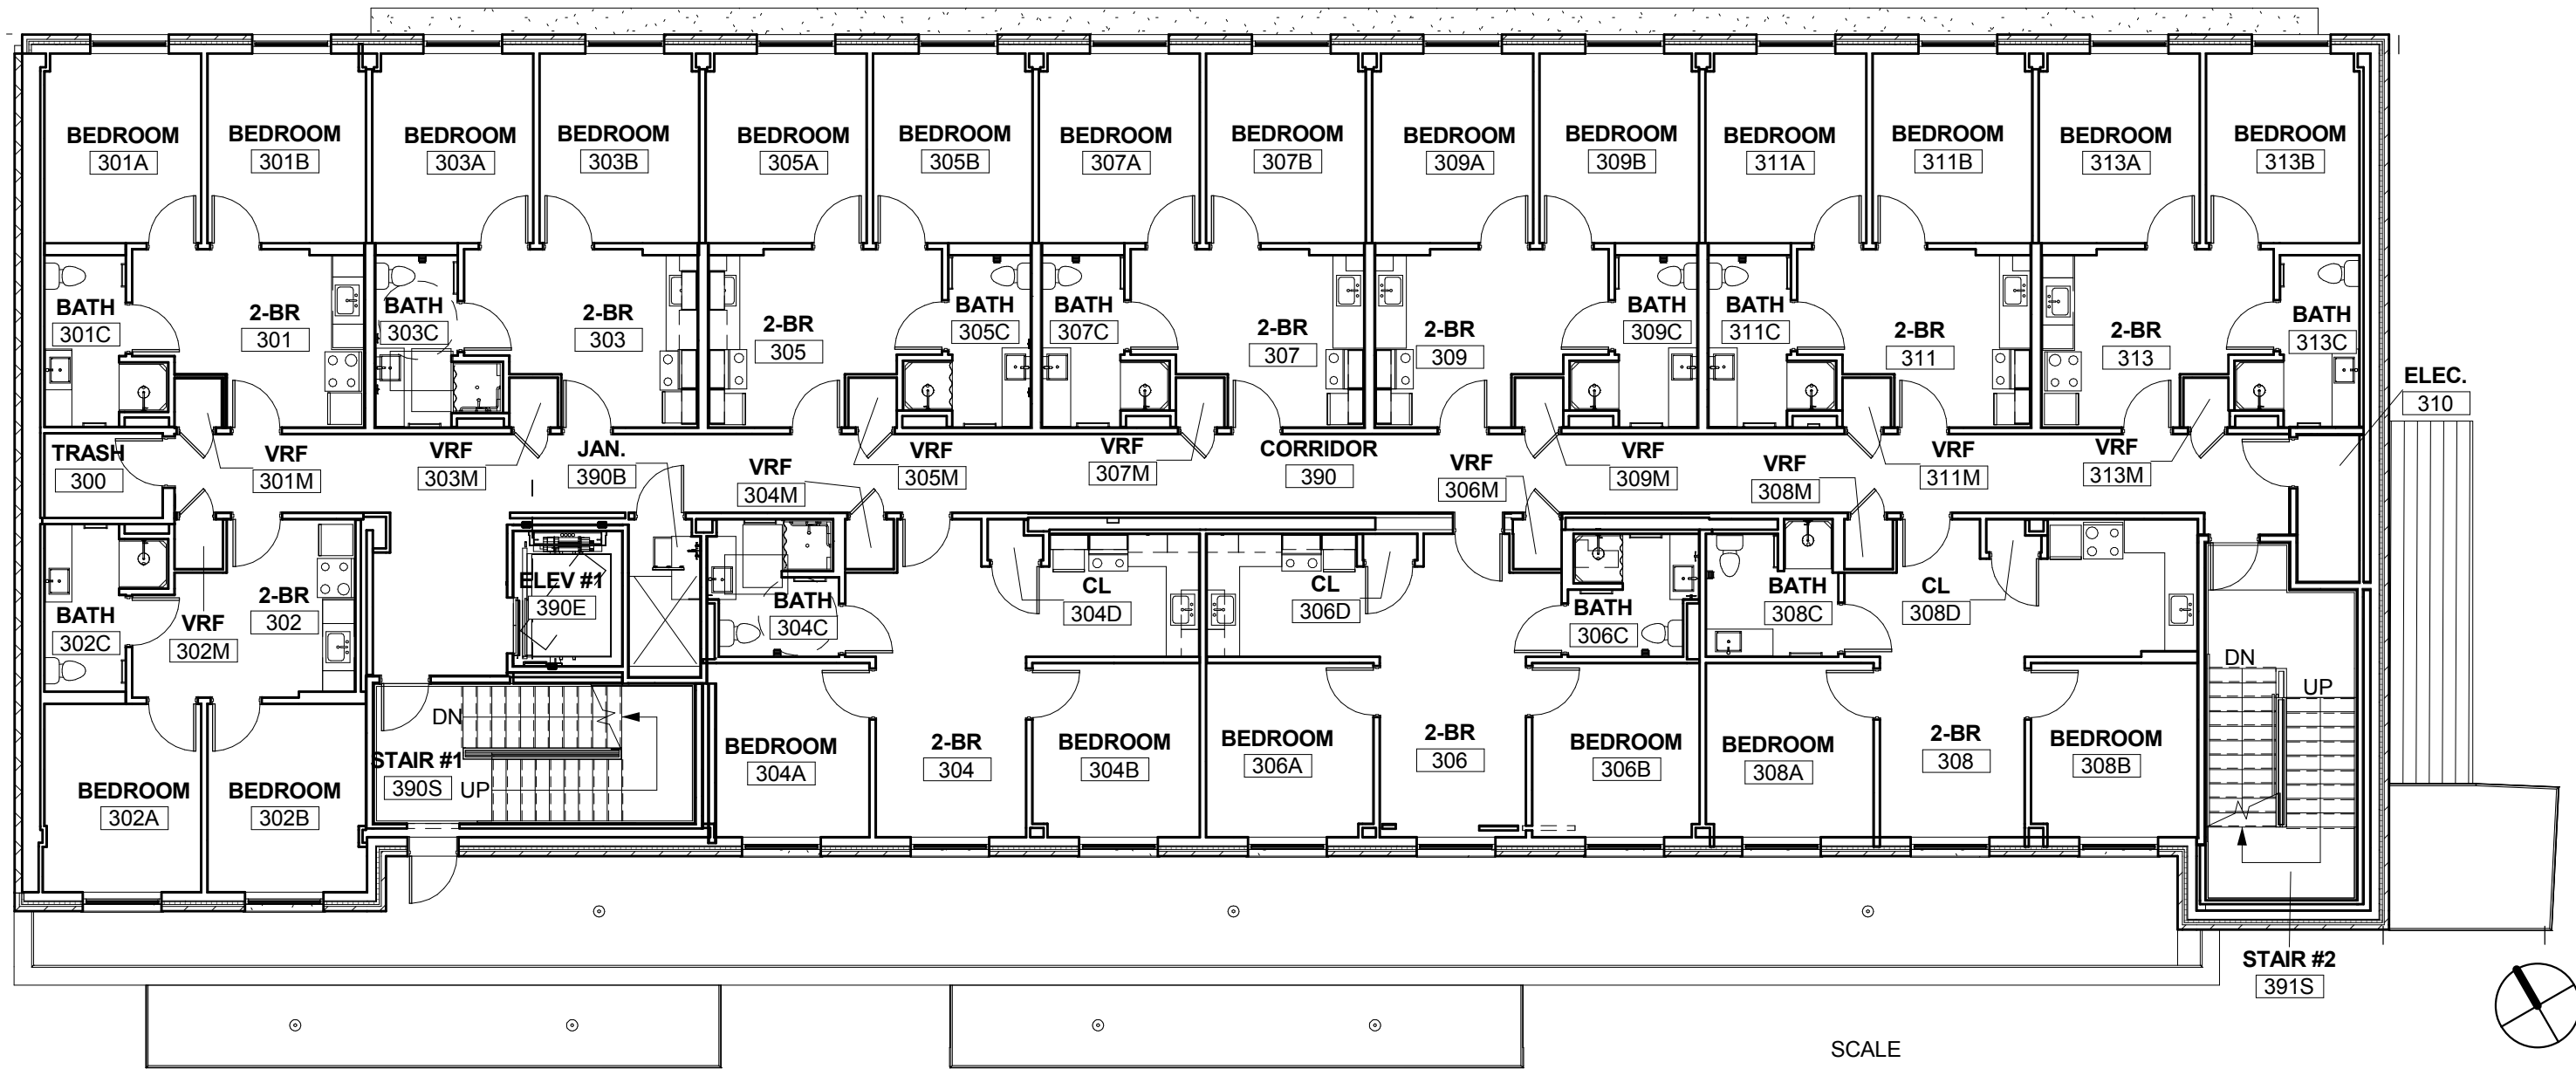 BEDROOM
301A
BEDROOM
301B
BEDROOM
303A
BEDROOM
303B
BEDROOM
305A
BEDROOM
305B
BEDROOM
307A
BEDROOM
307B
BEDROOM
309A
BEDROOM
309B
BEDROOM
311A
BEDROOM
311B
BEDROOM
313A
BEDROOM
313B
BATH
301C
2-BR
301
BATH
303C
2-BR
303
2-BR
305
BATH
305C
BATH
307C
2-BR
307
2-BR
309
BATH
309C
BATH
311C
2-BR
311
2-BR
313
BATH
313C
ELEC.
310
TRASH
300
VRF
301M
VRF
303M
JAN.
390B
VRF
304M
VRF
305M
VRF
307M
CORRIDOR
390
VRF
306M
VRF
309M
VRF
308M
VRF
311M
VRF
313M
BATH
302C
VRF
302M
2-BR
302
ELEV #1
390E
BATH
304C
CL
304D
CL
306D
BATH
306C
BATH
308C
CL
308D
DN
UP
BEDROOM
302A
BEDROOM
302B
DN
STAIR #1
390S
UP
BEDROOM
304A
2-BR
304
BEDROOM
304B
BEDROOM
306A
2-BR
306
BEDROOM
306B
BEDROOM
308A
2-BR
308
BEDROOM
308B
STAIR #2
391S
SCALE